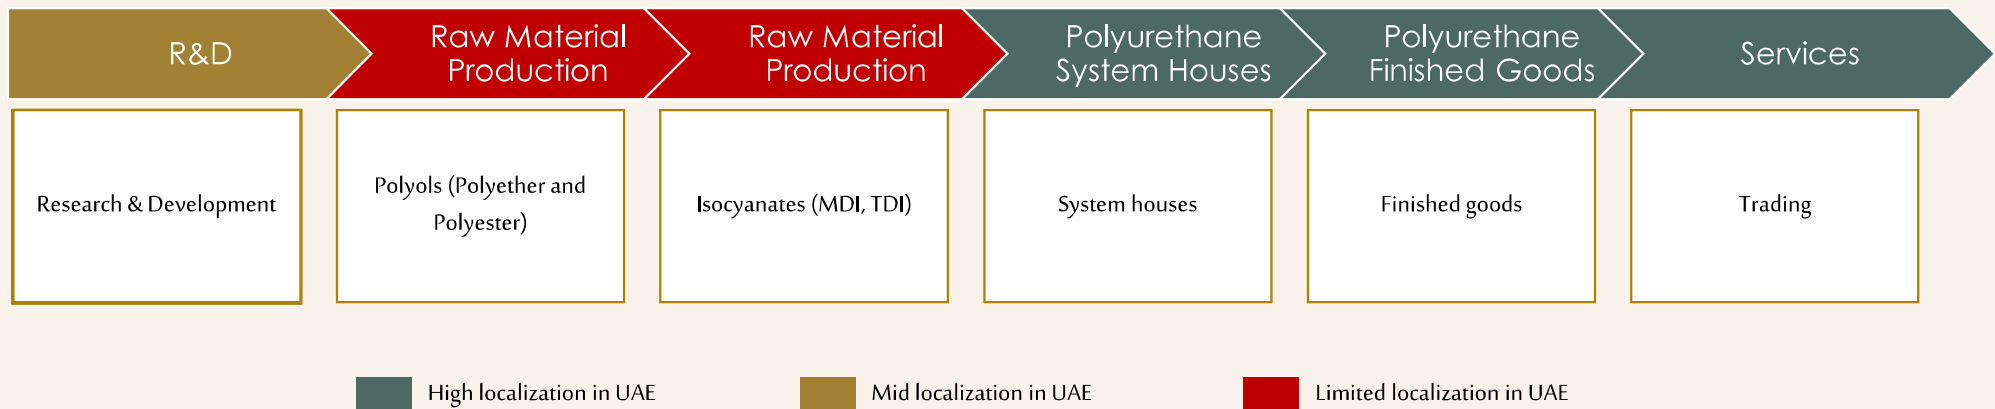 R&D
Raw Material
Production
Raw Material
Production
Polyurethane
System Houses
Polyurethane
Finished Goods
Services
Research & Development
Polyols (Polyether and
Polyester)
Isocyanates (MDI, TDI)
System houses
Finished goods
Trading
High localization in UAE
Mid localization in UAE
Limited localization in UAE